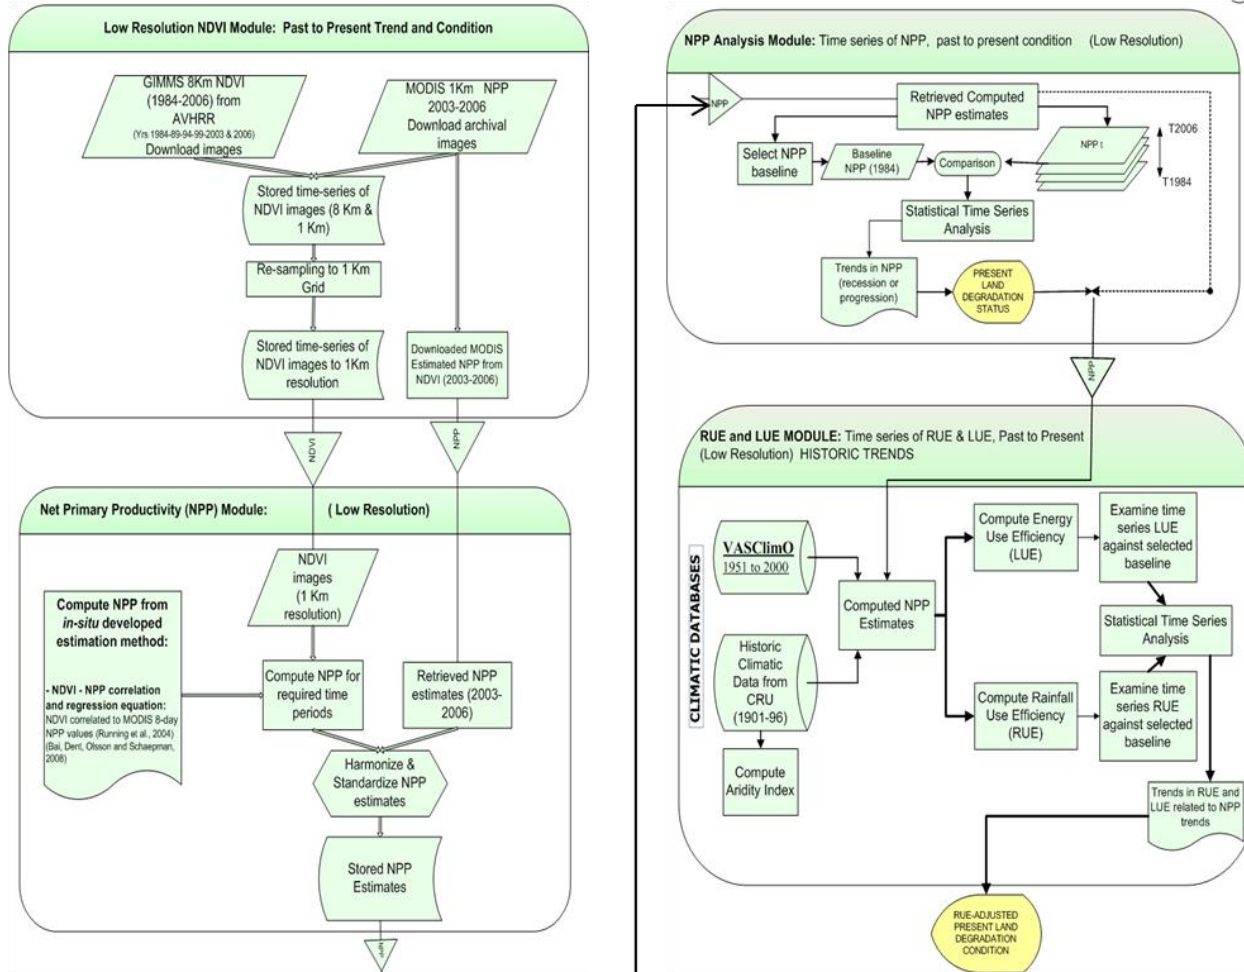 Low Resolution NDVI Module: Past to Present Trend and Condition
GIMMS 8Km NDVI
(1984-2006) from
AVHRR
(Yrs 1984-89-94-99-2003 & 2006)
Download images
MODIS 1Km NPP
2003-2006
Download archival
images
Stored time-series of
NDVI images (8 Km &
1 Km)
Re-sampling to 1 Km
Grid
Stored time-series of
NDVI images to 1Km
resolution
Downloaded MODIS
Estimated NPP from
NDVI (2003-2006)
NDVI
NPP
Net Primary Productivity (NPP) Module: ( Low Resolution)
NDVI
images
(1 Km
resolution)
Compute NPP from
in-situ developed
estimation method:
- NDVI - NPP correlation
and regression equation:
NDVI correlated to MODIS 8-day
NPP values (Running et al., 2004)
(Bai, Dent, Olsson and Schaepman,
2008)
Compute NPP for
required time
periods
Retrieved NPP
estimates (2003-
2006)
Harmonize &
Standardize NPP
estimates
Stored NPP
Estimates
NPP
NPP Analysis Module: Time series of NPP, past to present condition (Low Resolution)
NPP
Retrieved Computed
NPP estimates
Select NPP
baseline
Baseline
NPP (1984)
Comparison
NPP t
T2006
T1984
Statistical Time Series
Analysis
Trends in NPP
(recession or
progression)
PRESENT
LAND
DEGRADATION
STATUS
NPP
RUE and LUE MODULE: Time series of RUE & LUE, Past to Present
(Low Resolution) HISTORIC TRENDS
CLIMATIC DATABASES
VASClimO
1951 to 2000
Historic
Climatic
Data from
CRU
(1901-96)
Compute
Aridity Index
Computed NPP
Estimates
Compute Energy
Use Efficiency
(LUE)
Examine time
series LUE
against selected
baseline
Statistical Time Series
Analysis
Compute Rainfall
Use Efficiency
(RUE)
Examine time
series RUE
against selected
baseline
Trends in RUE and
LUE related to NPP
trends
RUE-ADJUSTED
PRESENT LAND
DEGRADATION
CONDITION